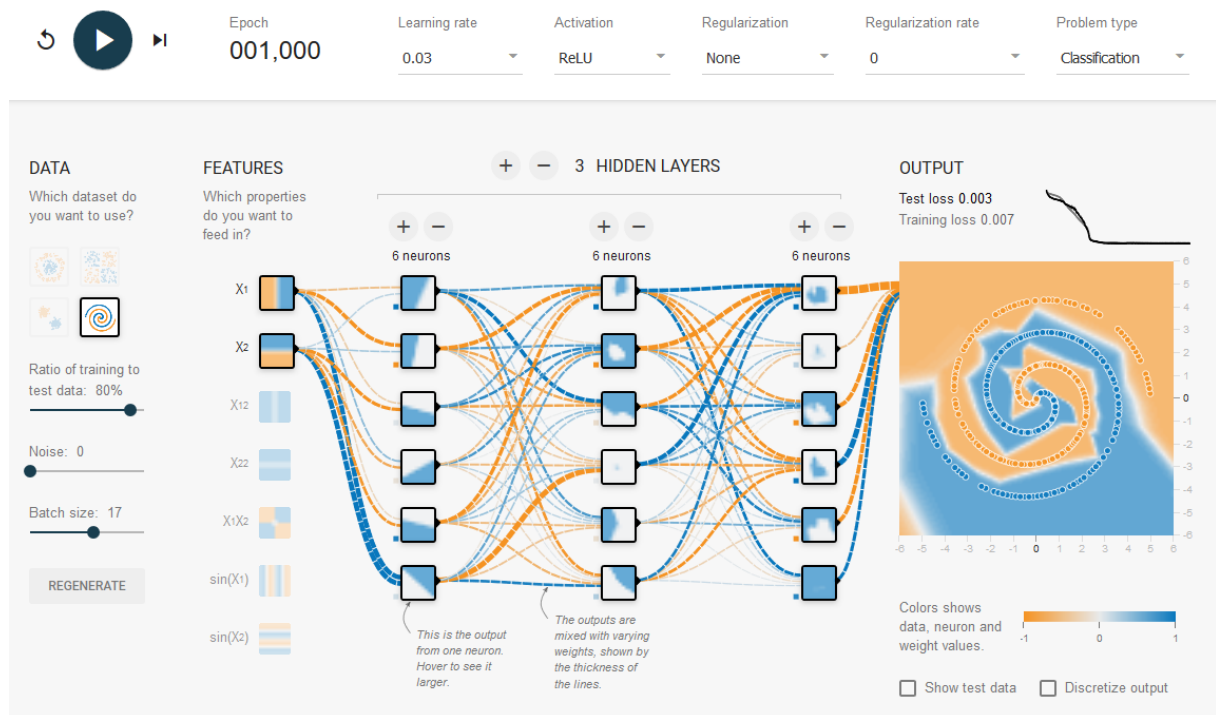 Epoch
001,000
Learning rate
0.03
Activation
ReLU
Regularization
None
Regularization rate
0
Problem type
Classification
DATA
Which dataset do
you want to use?
Ratio of training to
test data: 80%
Noise: 0
Batch size: 17
REGENERATE
FEATURES
Which properties
do you want to
feed in?
X1
X2
X12
X22
X1X2
sin(X1)
sin(X2)
+ − 3 HIDDEN LAYERS
+ −
6 neurons
+ −
6 neurons
+ −
6 neurons
This is the output
from one neuron.
Hover to see it
larger.
The outputs are
mixed with varying
weights, shown by
the thickness of
the lines.
OUTPUT
Test loss 0.003
Training loss 0.007
6
5
4
3
2
1
0
-1
-2
-3
-4
-5
-6
-6 -5 -4 -3 -2 -1 0 1 2 3 4 5 6
Colors shows
data, neuron and
weight values.
-1 0 1
Show test data
Discretize output